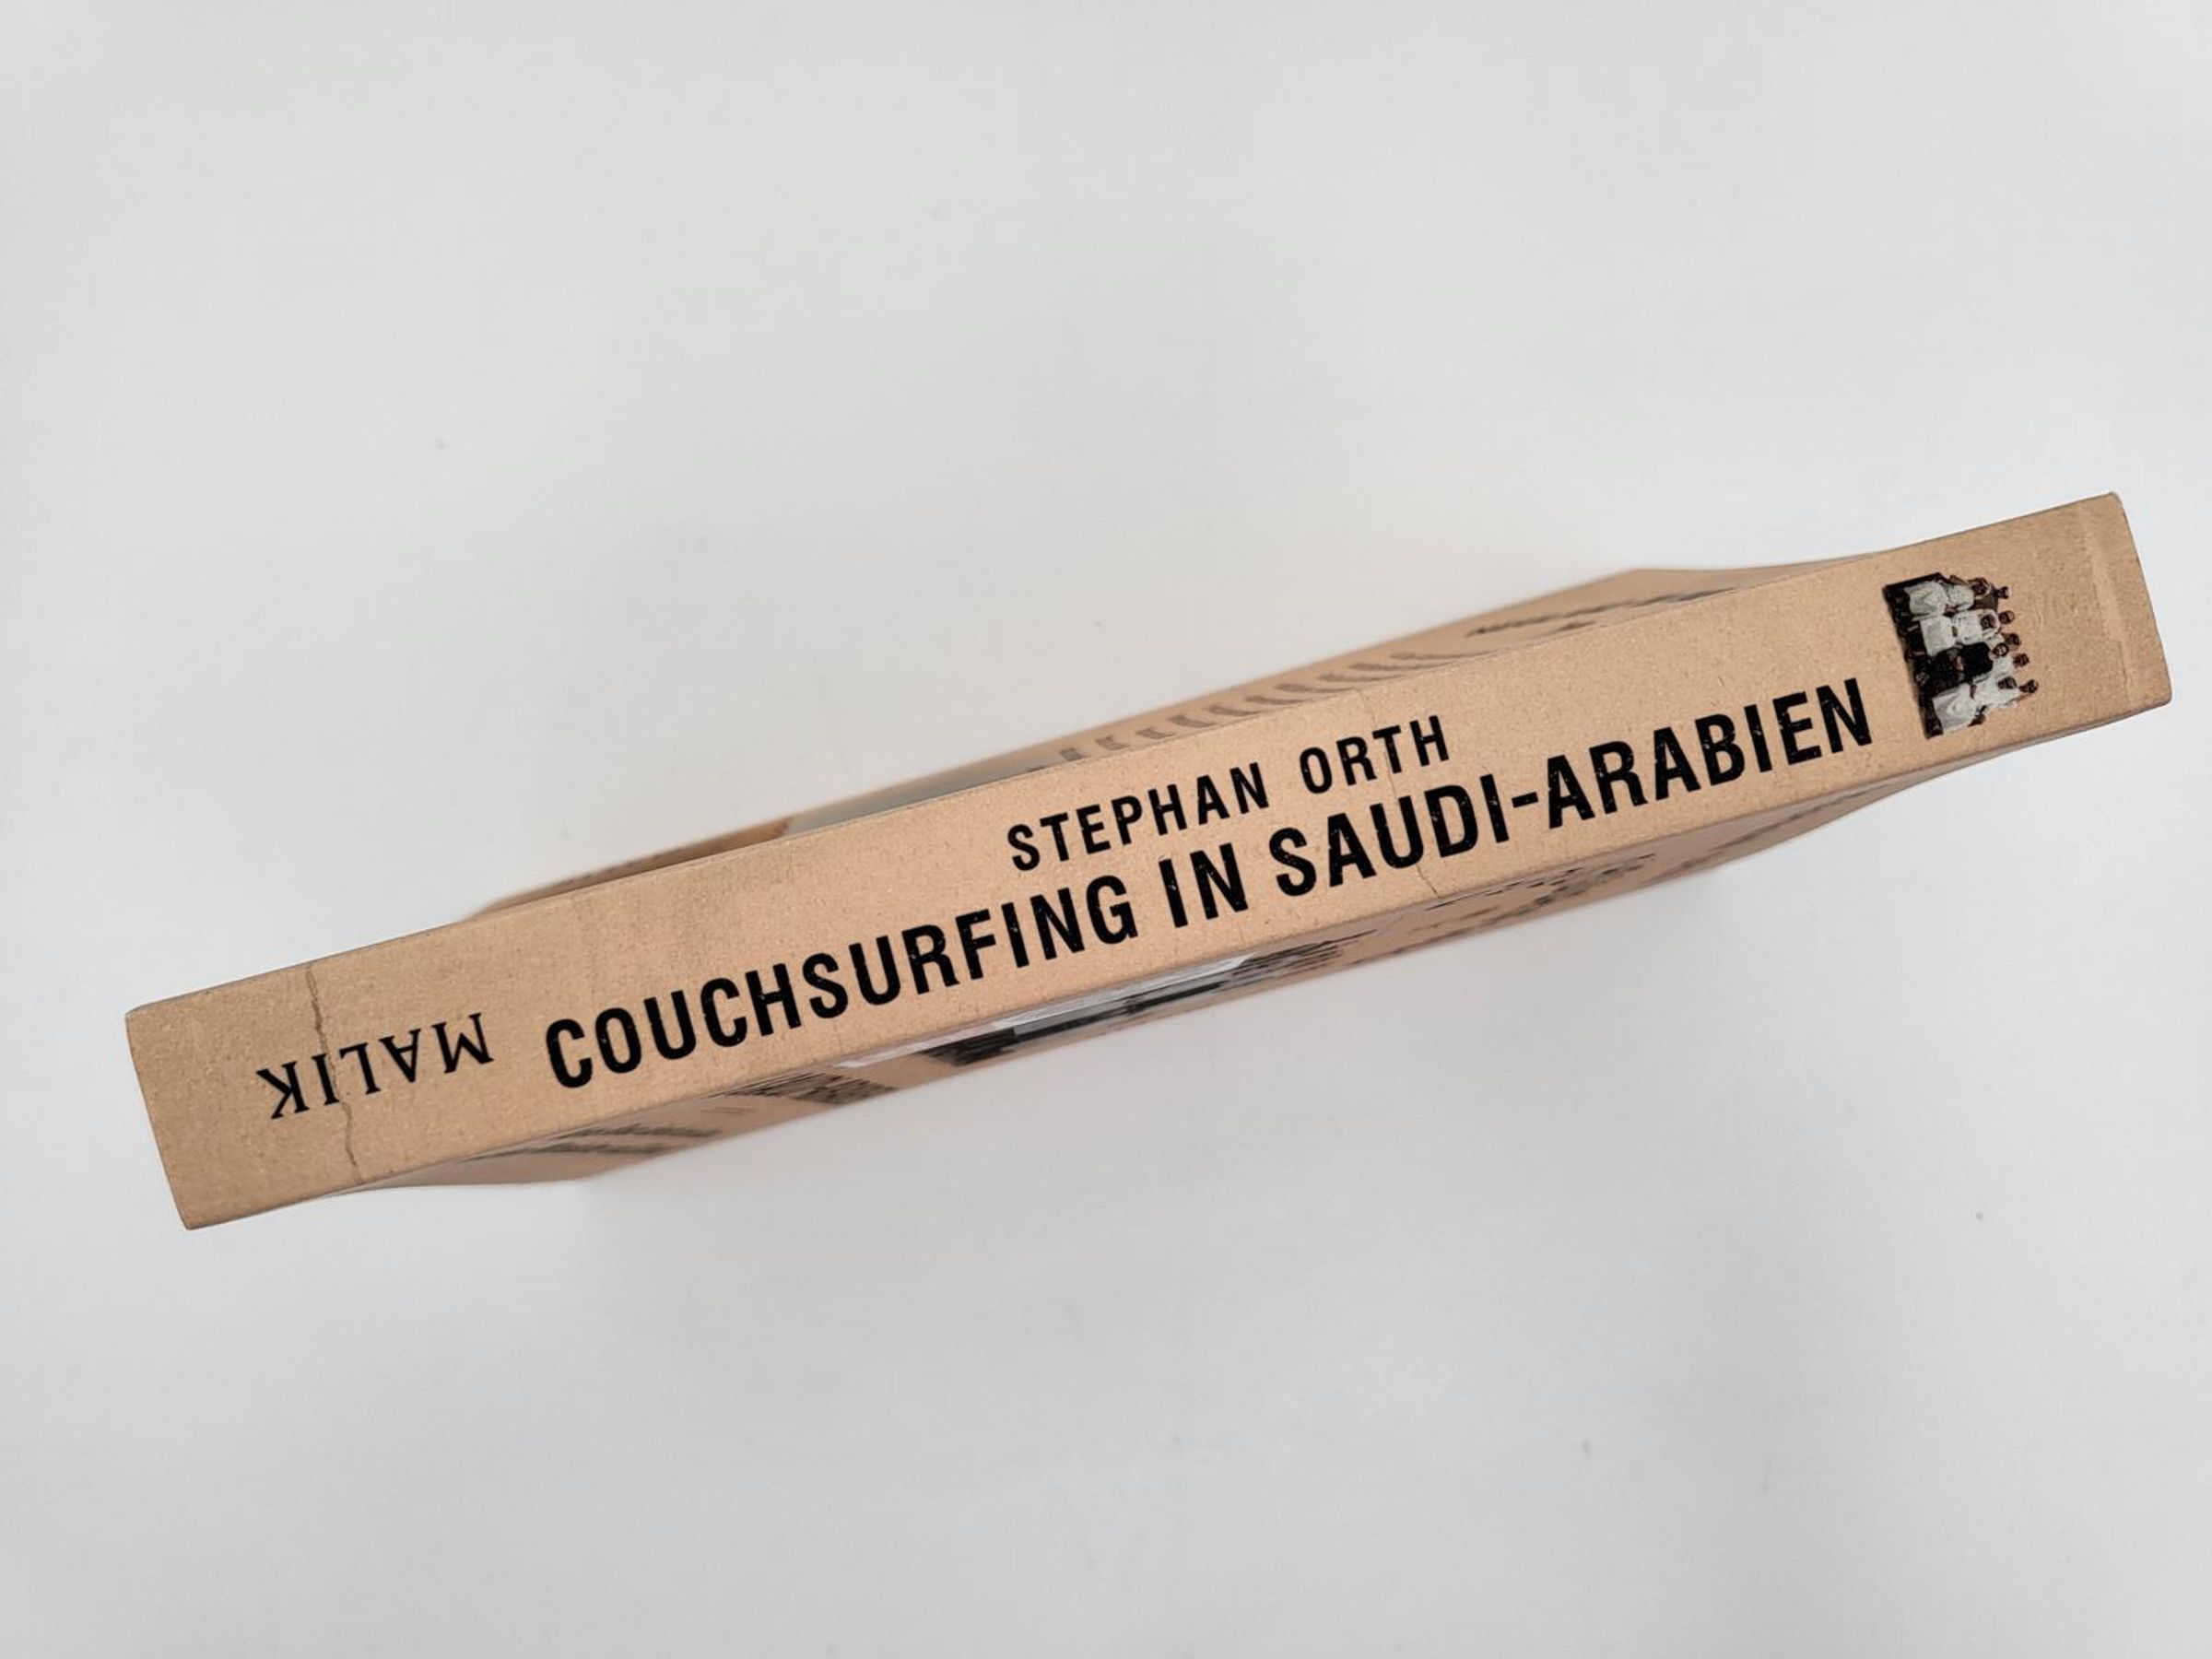 STEPHAN ORTH
COUCHSURFING IN SAUDI-ARABIEN
MALIK